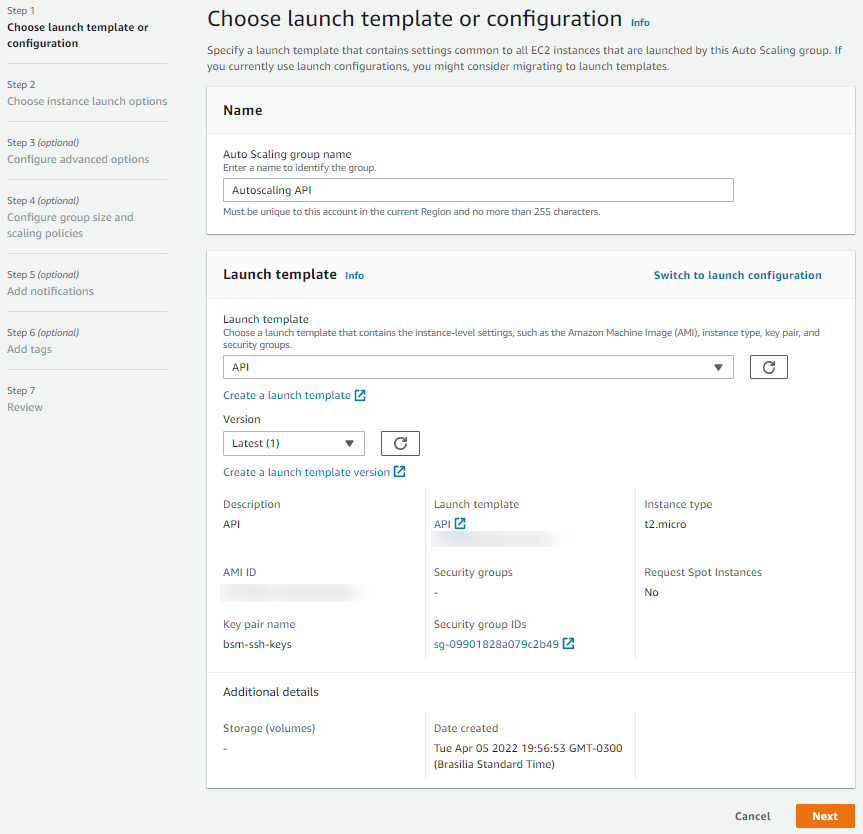 Step 1
Choose launch template or
configuration
Step 2
Choose instance launch options
Step 3 (optional)
Configure advanced options
Step 4 (optional)
Configure group size and
scaling policies
Step 5 (optional)
Add notifications
Step 6 (optional)
Add tags
Step 7
Review
Choose launch template or configuration Info
Specify a launch template that contains settings common to all EC2 instances that are launched by this Auto Scaling group. If
you currently use launch configurations, you might consider migrating to launch templates.
Name
Auto Scaling group name
Enter a name to identify the group.
Autoscaling API
Must be unique to this account in the current Region and no more than 255 characters.
Launch template Info
Switch to launch configuration
Launch template
Choose a launch template that contains the instance-level settings, such as the Amazon Machine Image (AMI), instance type, key pair, and
security groups.
API
Create a launch template
Version
Latest (1)
Create a launch template version
Description
API
Launch template
API
Instance type
t2.micro
AMI ID
Security groups
-
Request Spot Instances
No
Key pair name
bsm-ssh-keys
Security group IDs
sg-09901828a079c2b49
Additional details
Storage (volumes)
-
Date created
Tue Apr 05 2022 19:56:53 GMT-0300
(Brasilia Standard Time)
Cancel
Next